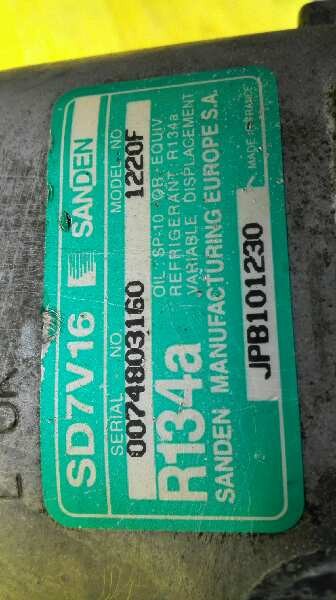 SD7V16 SANDEN
SERIAL NO MODEL NO
0074803160 1220F
R134a
OIL : SP-10 OR EQUIV.
REFRIGERANT R134a
VARIABLE DISPLACEMENT
SANDEN MANUFACTURING EUROPE S.A.
JPB101230
MADE IN FRANCE